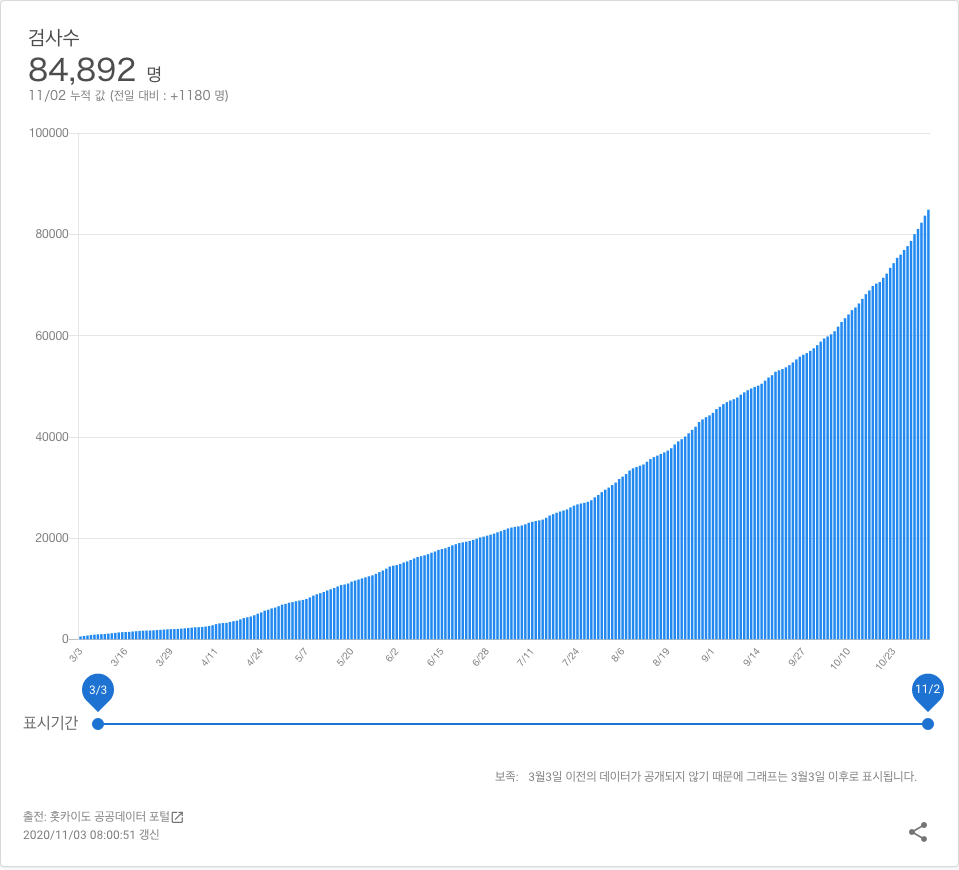 검사수
84,892 명
11/02 누적 값 (전일 대비 : +1180 명)
100000
80000
60000
40000
20000
0
3/3 3/16 3/29 4/11 4/24 5/7 5/20 6/2 6/15 6/28 7/11 7/24 8/6 8/19 9/1 9/14 9/27 10/10 10/23
3/3 11/2
표시기간
보족: 3월3일 이전의 데이터가 공개되지 않기 때문에 그래프는 3월3일 이후로 표시됩니다.
출전: 홋카이도 공공데이터 포털
2020/11/03 08:00:51 갱신